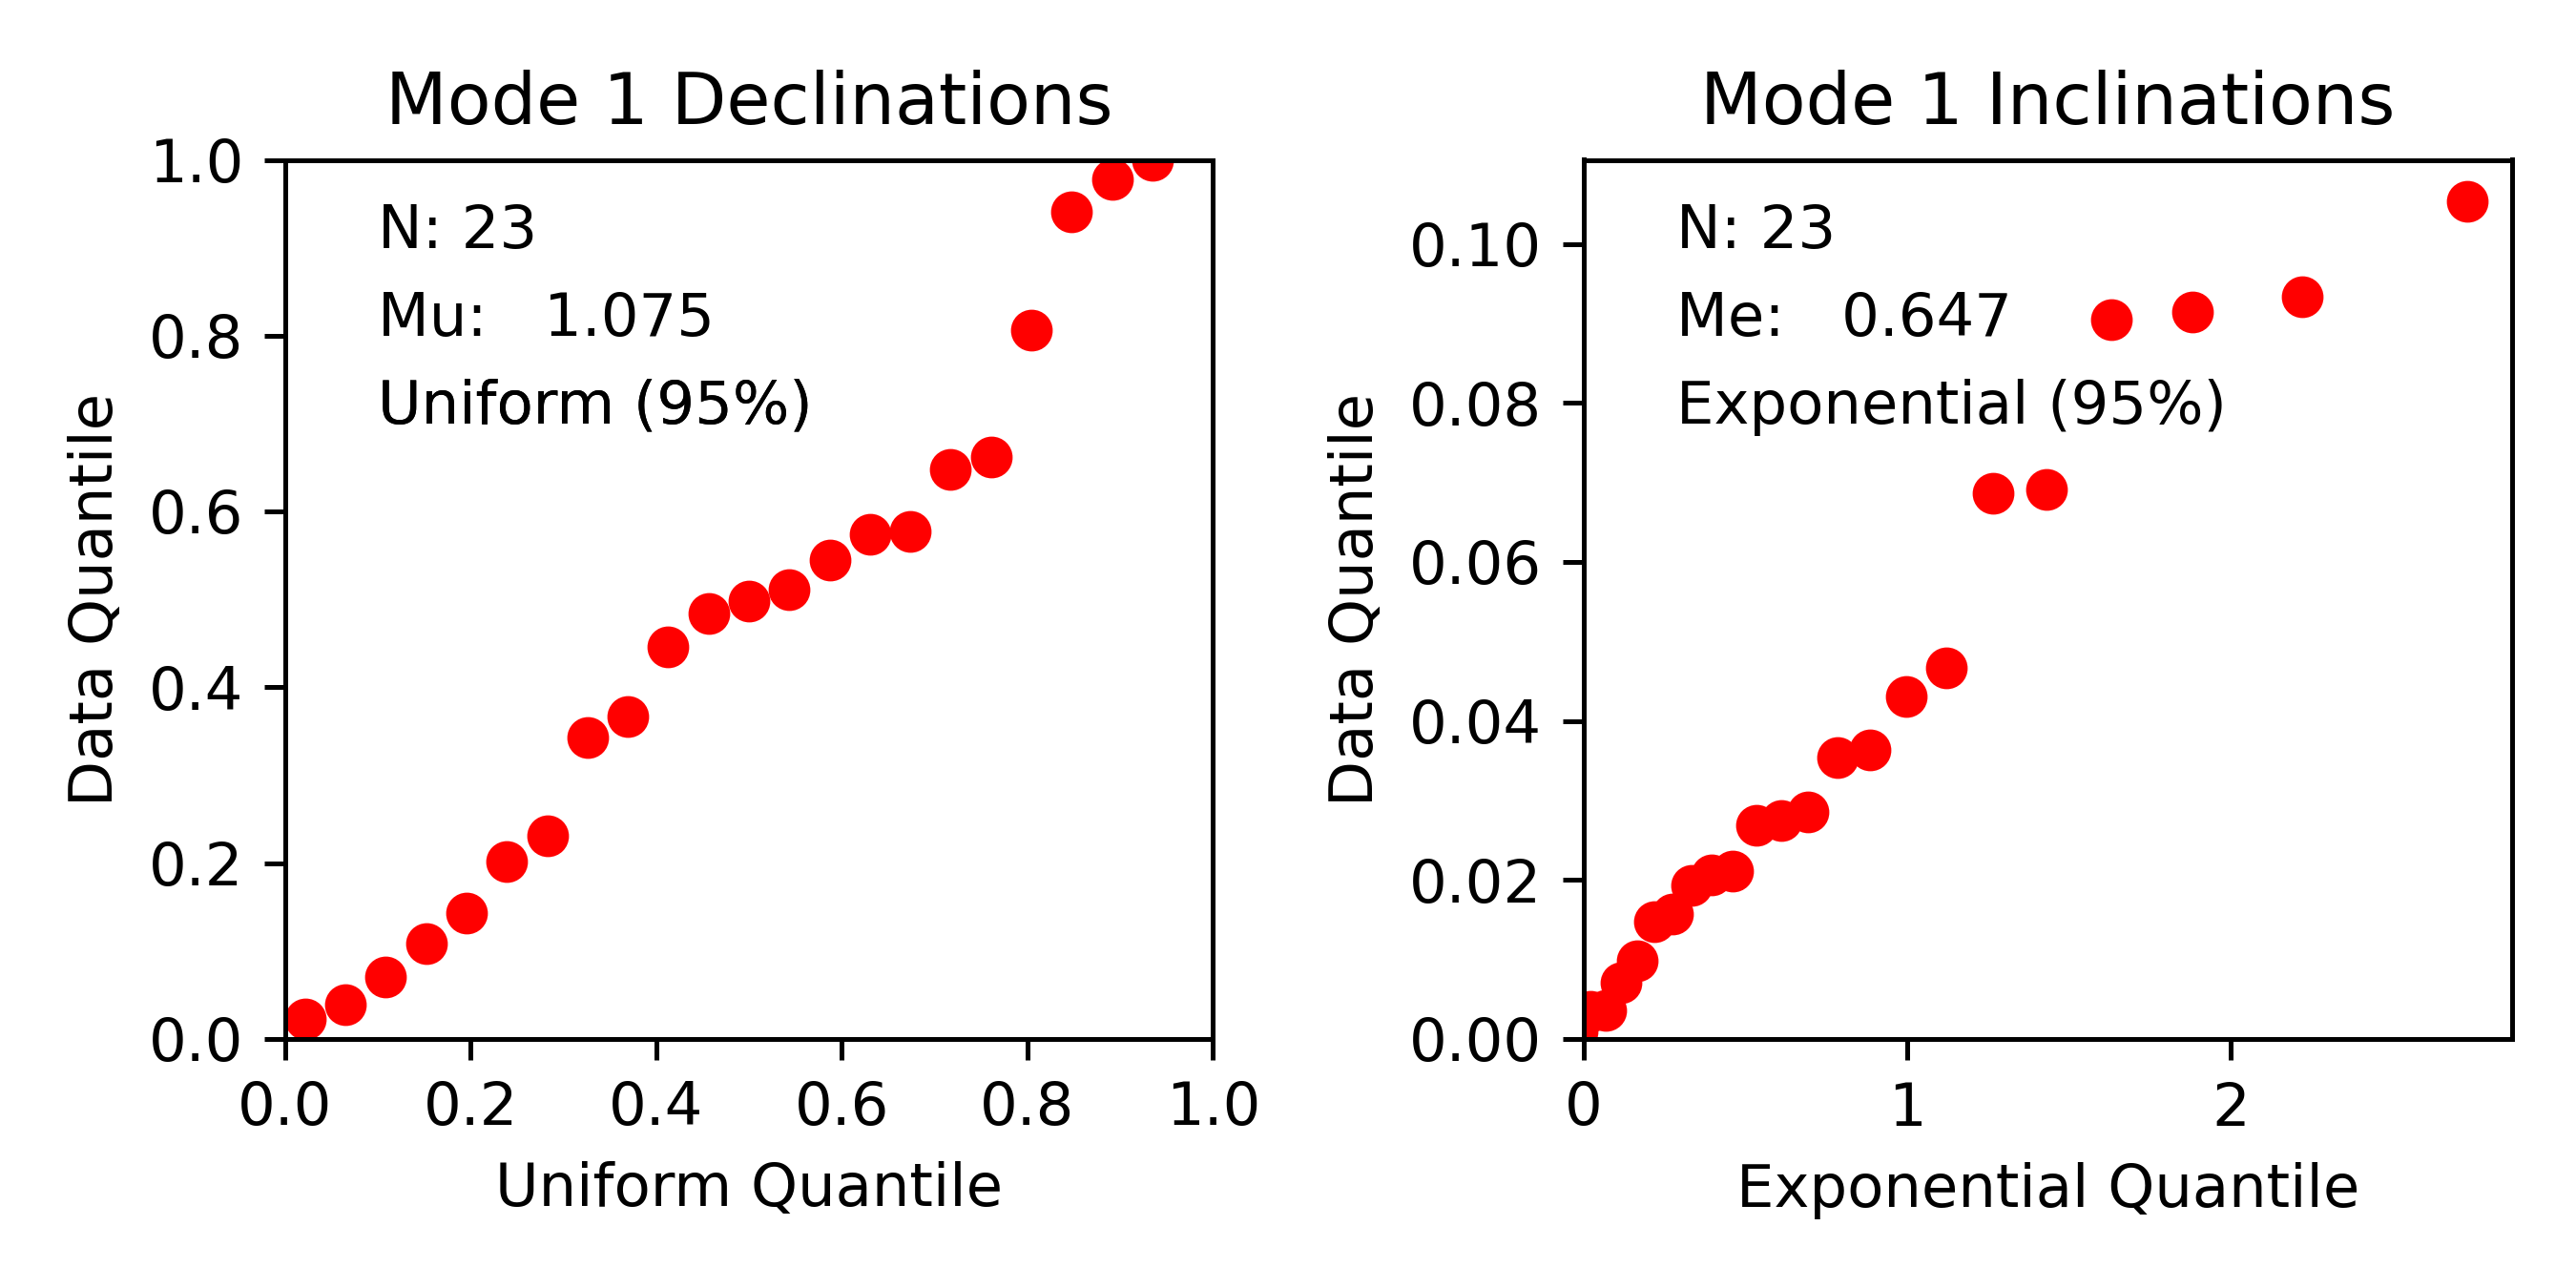 Mode 1 Declinations
1.0
0.8
0.6
0.4
0.2
0.0
Data Quantile
N: 23
Mu: 1.075
Uniform (95%)
0.0 0.2 0.4 0.6 0.8 1.0
Uniform Quantile
Mode 1 Inclinations
0.10
0.08
0.06
0.04
0.02
0.00
Data Quantile
N: 23
Me: 0.647
Exponential (95%)
0 1 2
Exponential Quantile